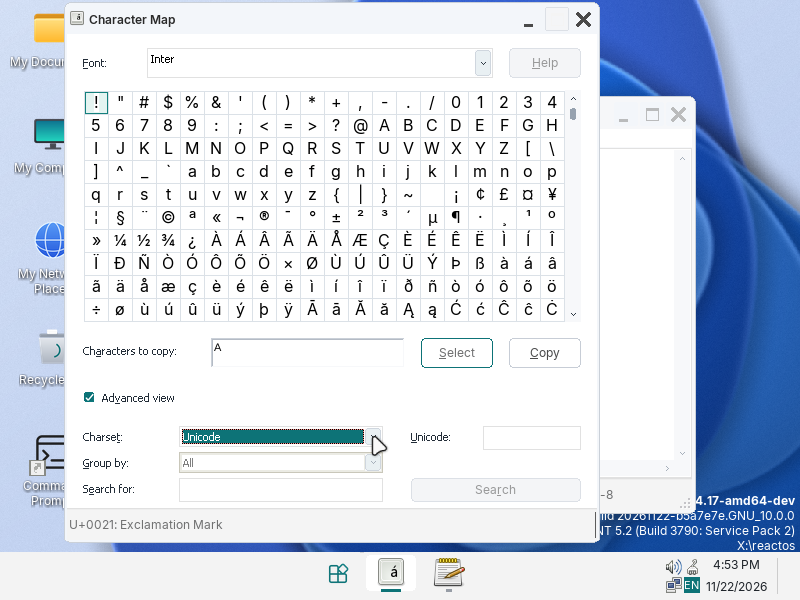 Character Map
Font:
Inter
Help
! " # $ % & ' ( ) * + , - . / 0 1 2 3 4
5 6 7 8 9 : ; < = > ? @ A B C D E F G H
I J K L M N O P Q R S T U V W X Y Z [ \
] ^ _ ` a b c d e f g h i j k l m n o p
q r s t u v w x y z { | } ~ ¡ ¢ £ ¤ ¥
¦ § ¨ © ª « ¬ ® ¯ ° ± ² ³ ´ µ ¶ · ¸ ¹ º
» ¼ ½ ¾ ¿ À Á Â Ã Ä Å Æ Ç È É Ê Ë Ì Í Î
Ï Ð Ñ Ò Ó Ô Õ Ö × Ø Ù Ú Û Ü Ý Þ ß à á â
ã ä å æ ç è é ê ë ì í î ï ð ñ ò ó ô õ ö
÷ ø ù ú û ü ý þ ÿ Ā ā Ă ă Ą ą Ć ć Ĉ ĉ Ċ
Characters to copy:
A
Select
Copy
Advanced view
Charset:
Unicode
Unicode:
Group by:
All
Search for:
Search
U+0021: Exclamation Mark
My Docu
My Comp
My Netw
Place
Recycle
Comma
Promp
-8
4.17-amd64-dev
ild 20261122-b5a7e7e.GNU_10.0.0
NT 5.2 (Build 3790: Service Pack 2)
X:\reactos
á
EN
4:53 PM
11/22/2026